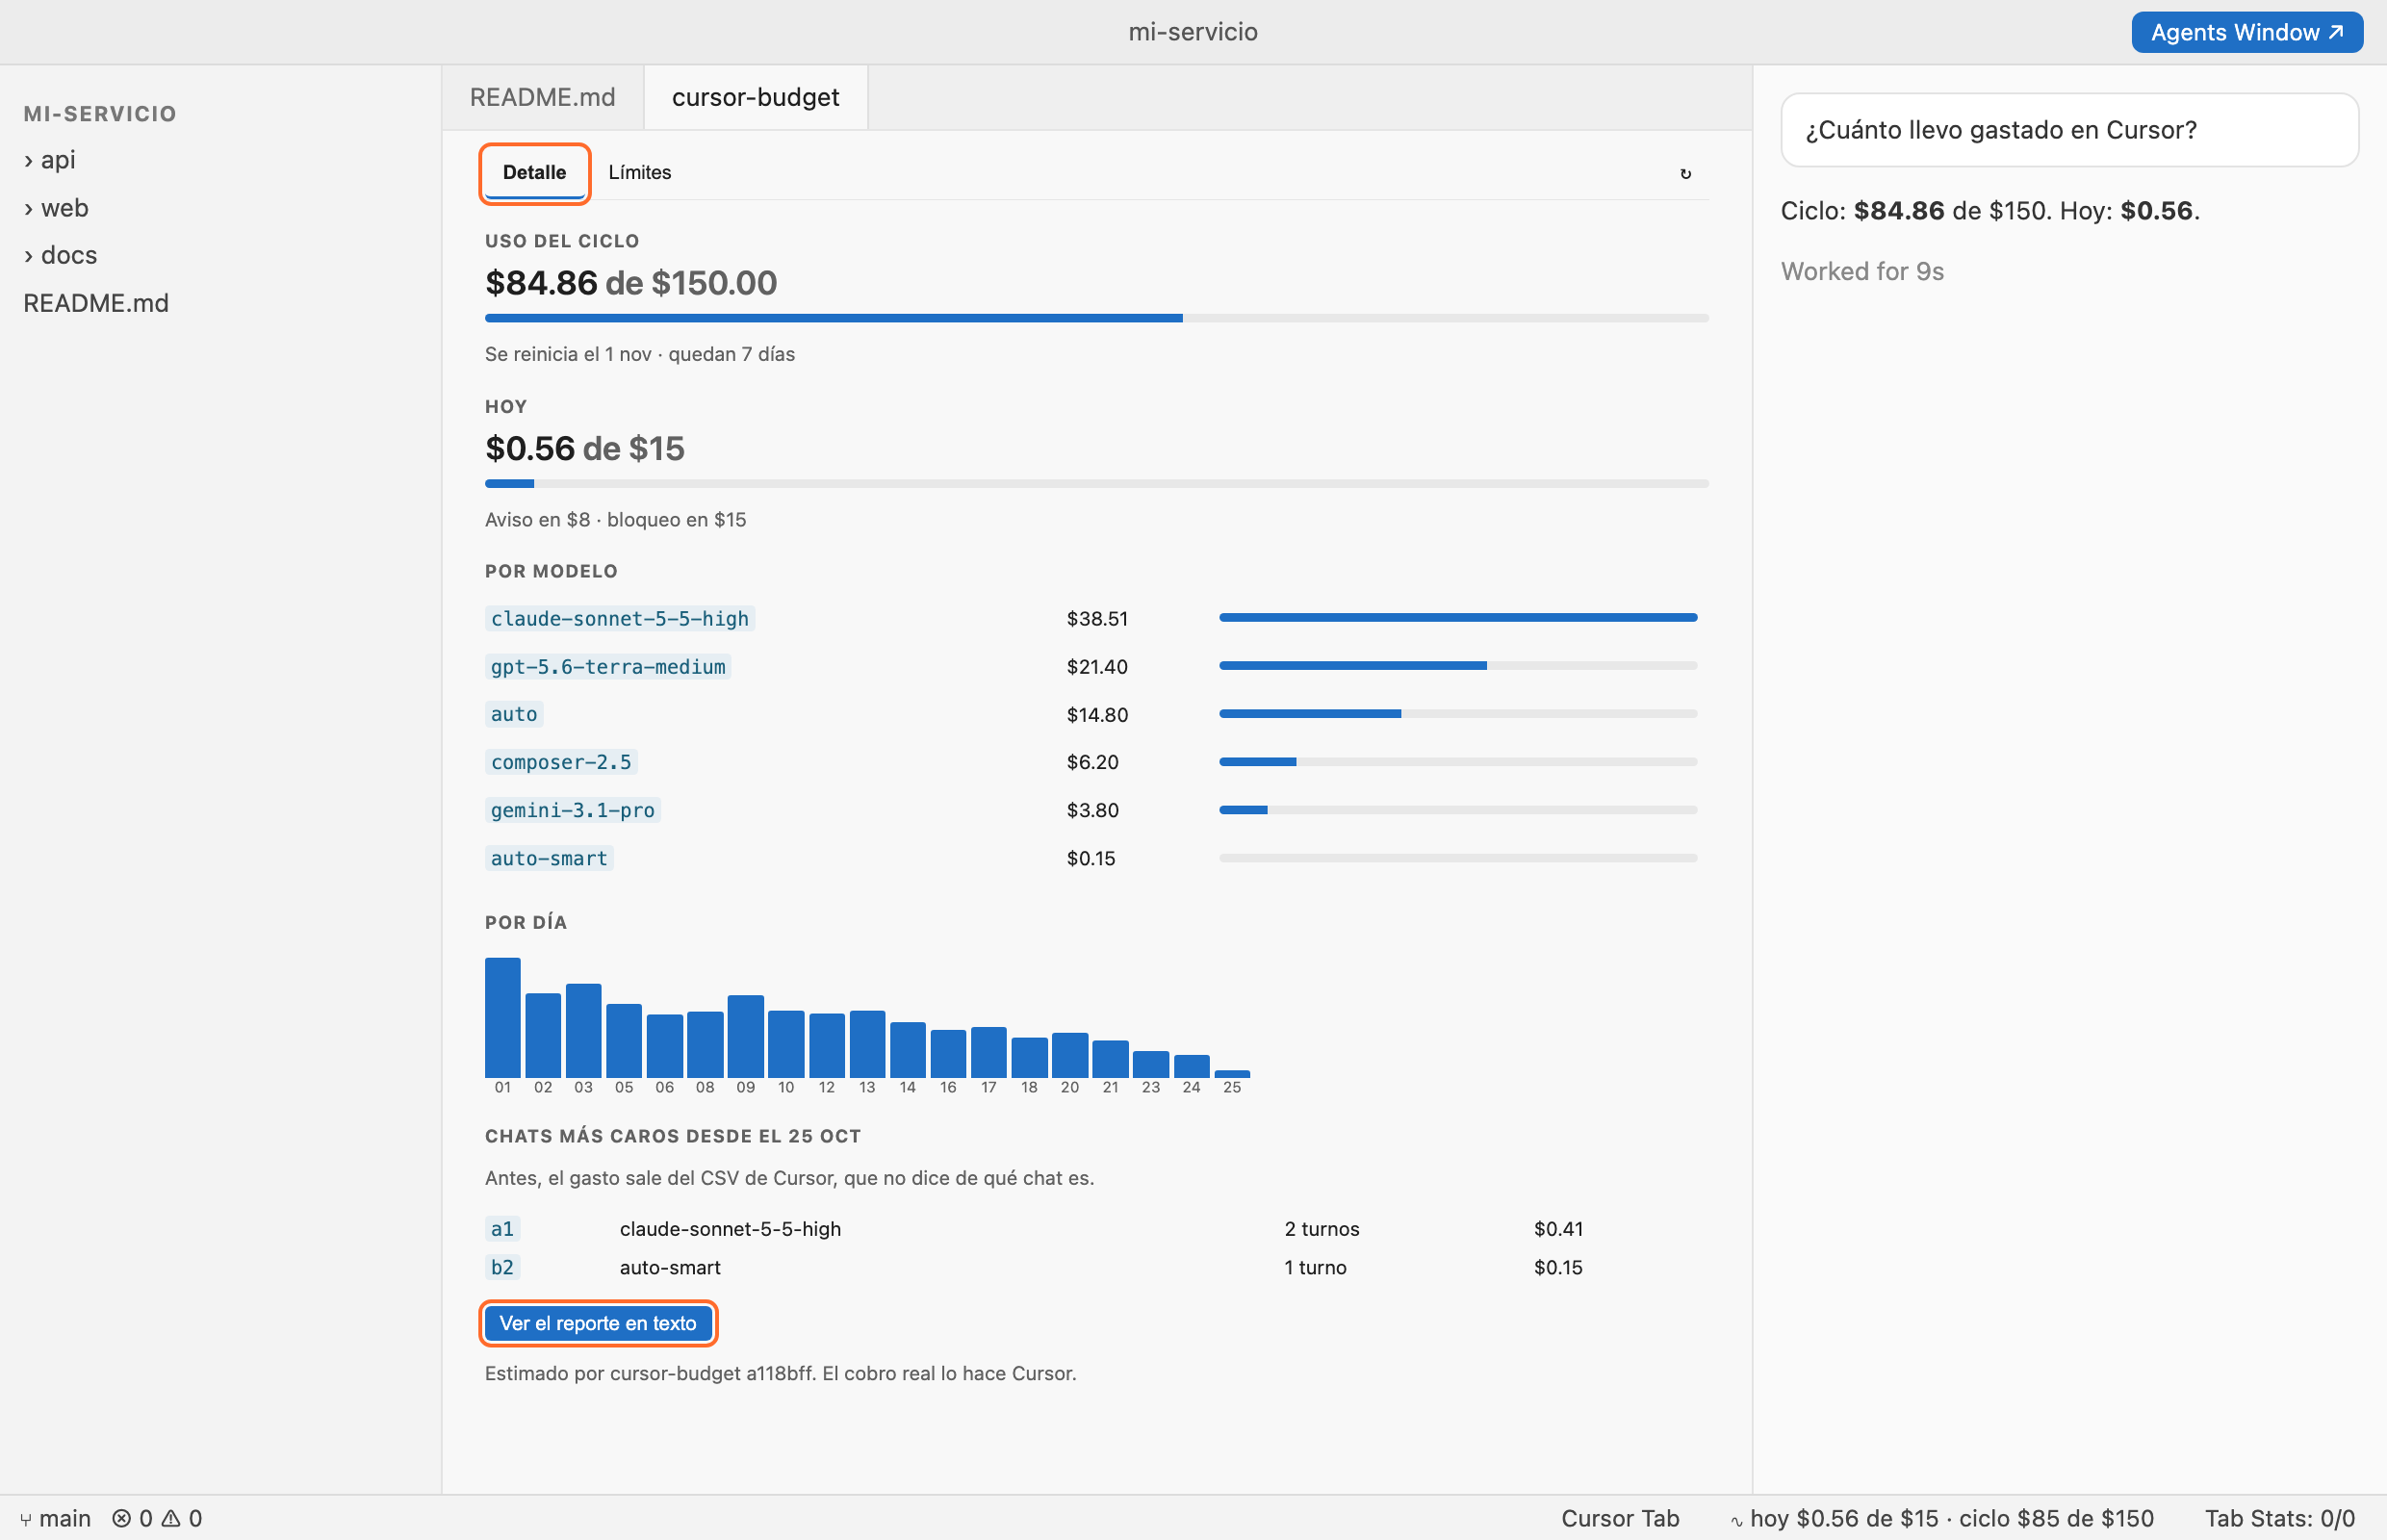 mi-servicio
Agents Window ↗
MI-SERVICIO
› api
› web
› docs
README.md
README.md
cursor-budget
Detalle
Límites
↻
USO DEL CICLO
$84.86 de $150.00
Se reinicia el 1 nov · quedan 7 días
HOY
$0.56 de $15
Aviso en $8 · bloqueo en $15
POR MODELO
claude-sonnet-5-5-high $38.51
gpt-5.6-terra-medium $21.40
auto $14.80
composer-2.5 $6.20
gemini-3.1-pro $3.80
auto-smart $0.15
POR DÍA
01 02 03 05 06 08 09 10 12 13 14 16 17 18 20 21 23 24 25
CHATS MÁS CAROS DESDE EL 25 OCT
Antes, el gasto sale del CSV de Cursor, que no dice de qué chat es.
a1 claude-sonnet-5-5-high 2 turnos $0.41
b2 auto-smart 1 turno $0.15
Ver el reporte en texto
Estimado por cursor-budget a118bff. El cobro real lo hace Cursor.
¿Cuánto llevo gastado en Cursor?
Ciclo: $84.86 de $150. Hoy: $0.56.
Worked for 9s
main 0 0
Cursor Tab
hoy $0.56 de $15 · ciclo $85 de $150
Tab Stats: 0/0